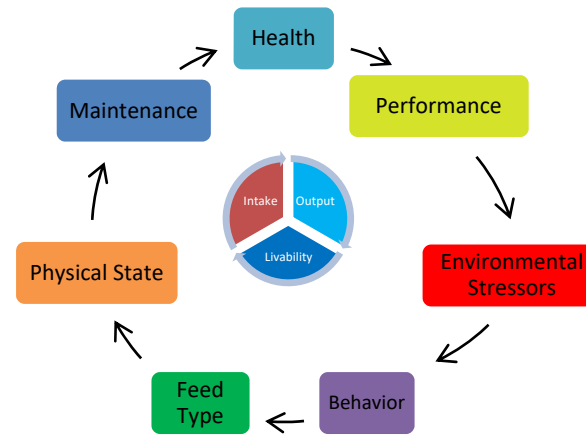 Health
Performance
Environmental
Stressors
Behavior
Feed
Type
Physical State
Maintenance
Intake
Output
Livability